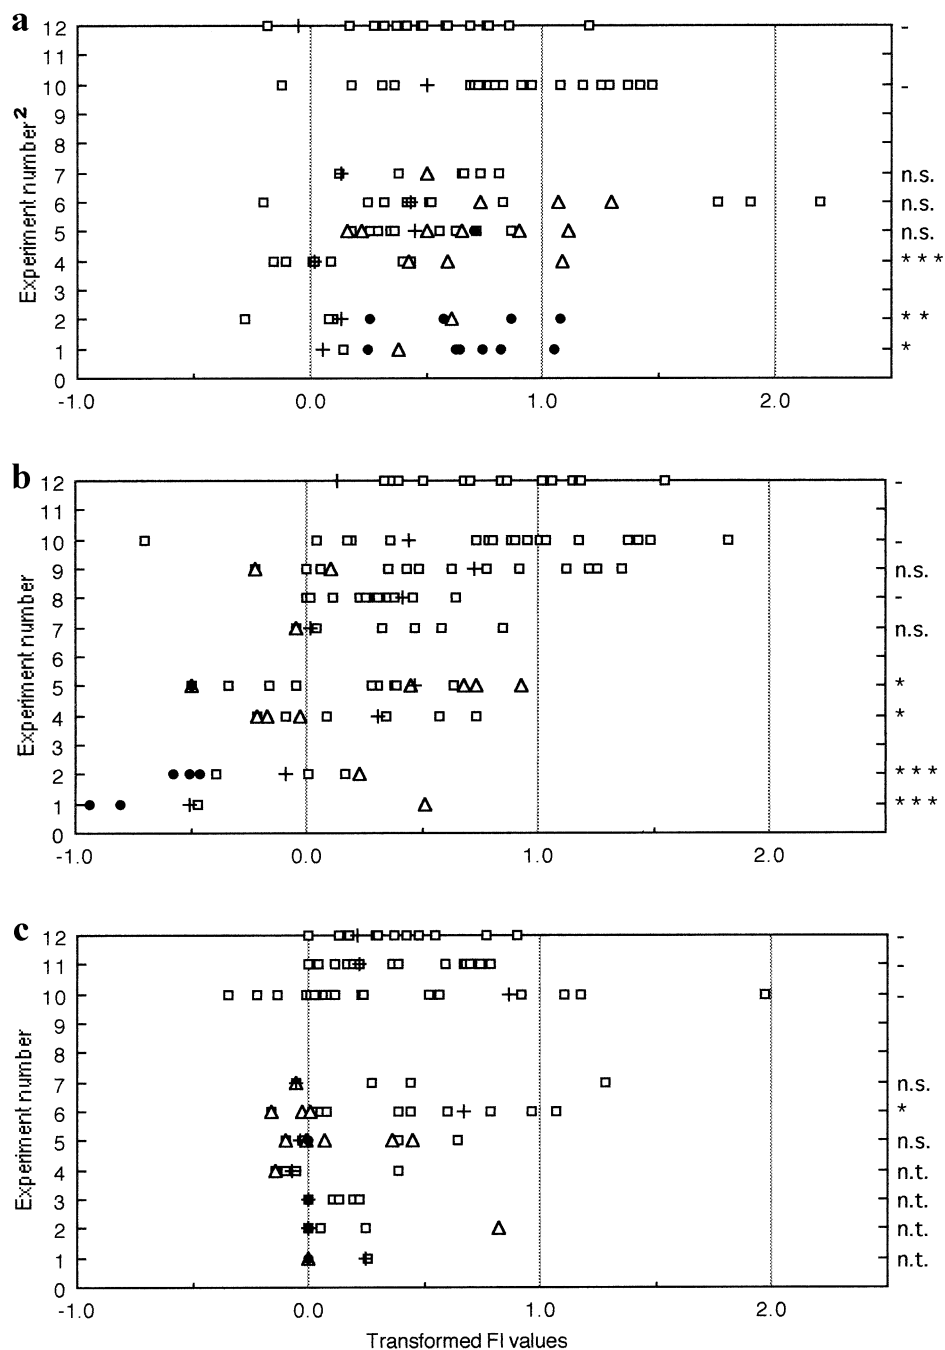 a
12 -
10 -
9
8
7 n.s.
6 n.s.
5 n.s.
4 ***
3
2 **
1 *
0
Experiment number²
-1.0 0.0 1.0 2.0
b
12 -
10 -
9 n.s.
8 -
7 n.s.
6
5 *
4 *
3
2 ***
1 ***
0
Experiment number
-1.0 0.0 1.0 2.0
c
12 -
11 -
10 -
9
8
7 n.s.
6 *
5 n.s.
4 n.t.
3 n.t.
2 n.t.
1 n.t.
0
Experiment number
-1.0 0.0 1.0 2.0
Transformed FI values